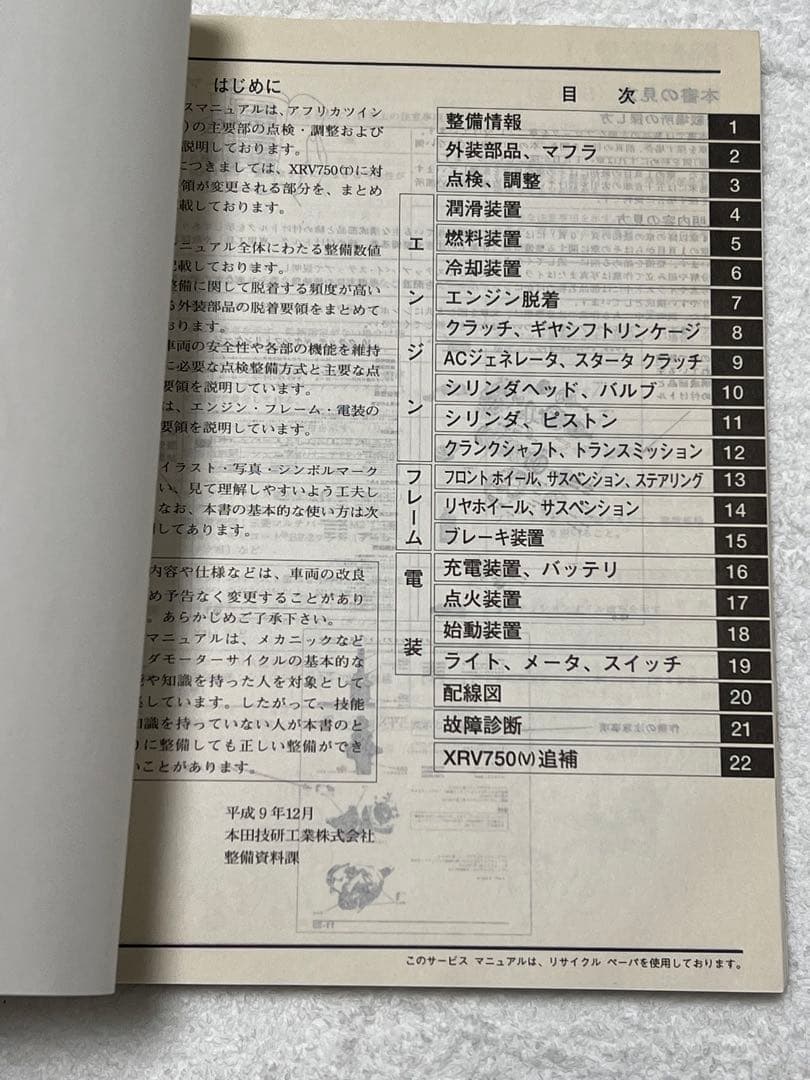 はじめに
スマニュアルは、アフリカツイン
)の主要部の点検・調整および
説明しております。
につきましては、XRV750(T)に対
領が変更される部分を、まとめ
載しております。
ニュアル全体にわたる整備数値
記載しております。
整備に関して脱着する頻度が高い
る外装部品の脱着要領をまとめて
おります。
車両の安全性や各部の機能を維持
に必要な点検整備方式と主要な点
要領を説明しています。
は、エンジン・フレーム・電装の
要領を説明しています。
イラスト・写真・シンボルマーク
い、見て理解しやすいよう工夫し
なお、本書の基本的な使い方は次
してあります。
内容や仕様などは、車両の改良
め予告なく変更することがあり
。あらかじめご了承下さい。
マニュアルは、メカニックなど
ダモーターサイクルの基本的な
や知識を持った人を対象として
しています。したがって、技能
知識を持っていない人が本書のと
りに整備しても正しい整備ができ
いことがあります。
平成9年12月
本田技研工業株式会社
整備資料課
目 次
整備情報 1
外装部品、マフラ 2
点検、調整 3
エンジン
潤滑装置 4
燃料装置 5
冷却装置 6
エンジン脱着 7
クラッチ、ギヤシフトリンケージ 8
ACジェネレータ、スタータ クラッチ 9
シリンダヘッド、バルブ 10
シリンダ、ピストン 11
クランクシャフト、トランスミッション 12
フレーム
フロント ホイール、サスペンション、ステアリング 13
リヤホイール、サスペンション 14
ブレーキ装置 15
電装
充電装置、バッテリ 16
点火装置 17
始動装置 18
ライト、メータ、スイッチ 19
配線図 20
故障診断 21
XRV750(V)追補 22
このサービス マニュアルは、リサイクル ペーパを使用しております。